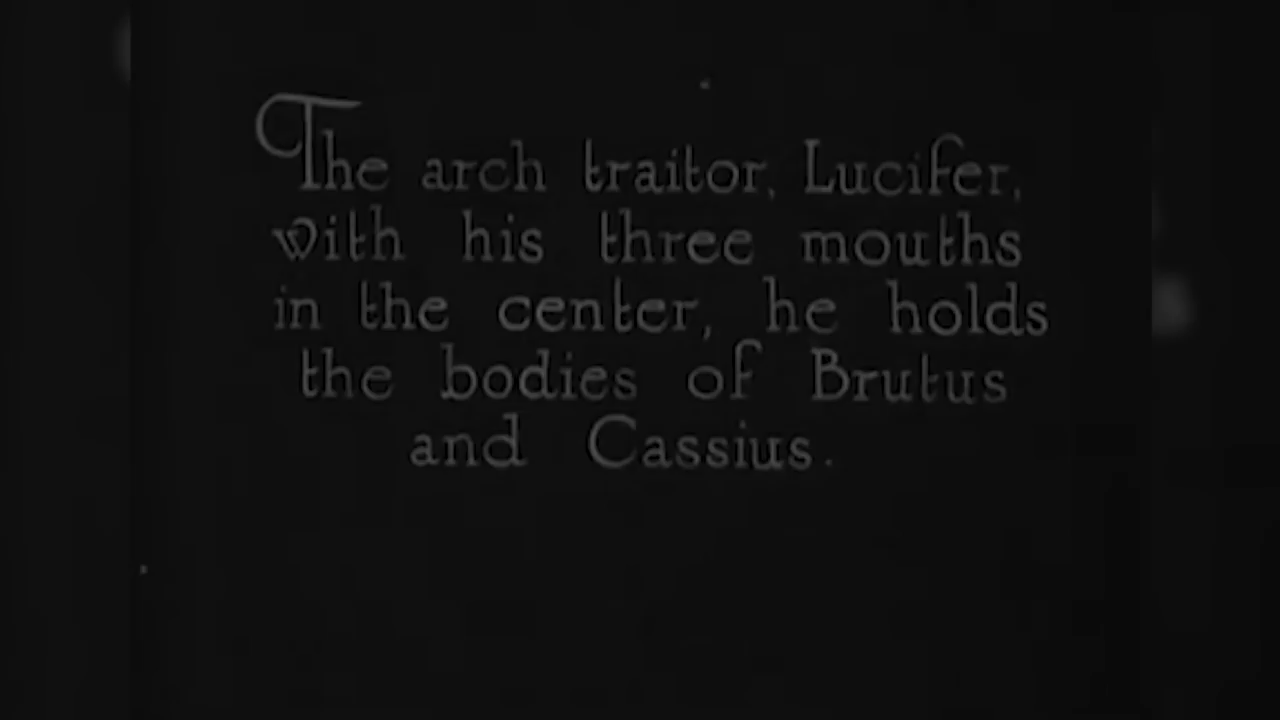 The arch traitor, Lucifer,
with his three mouths
in the center, he holds
the bodies of Brutus
and Cassius.